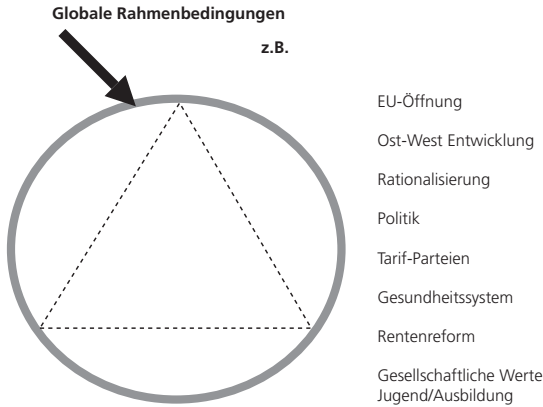 Globale Rahmenbedingungen
z.B.
EU-Öffnung
Ost-West Entwicklung
Rationalisierung
Politik
Tarif-Parteien
Gesundheitssystem
Rentenreform
Gesellschaftliche Werte
Jugend/Ausbildung